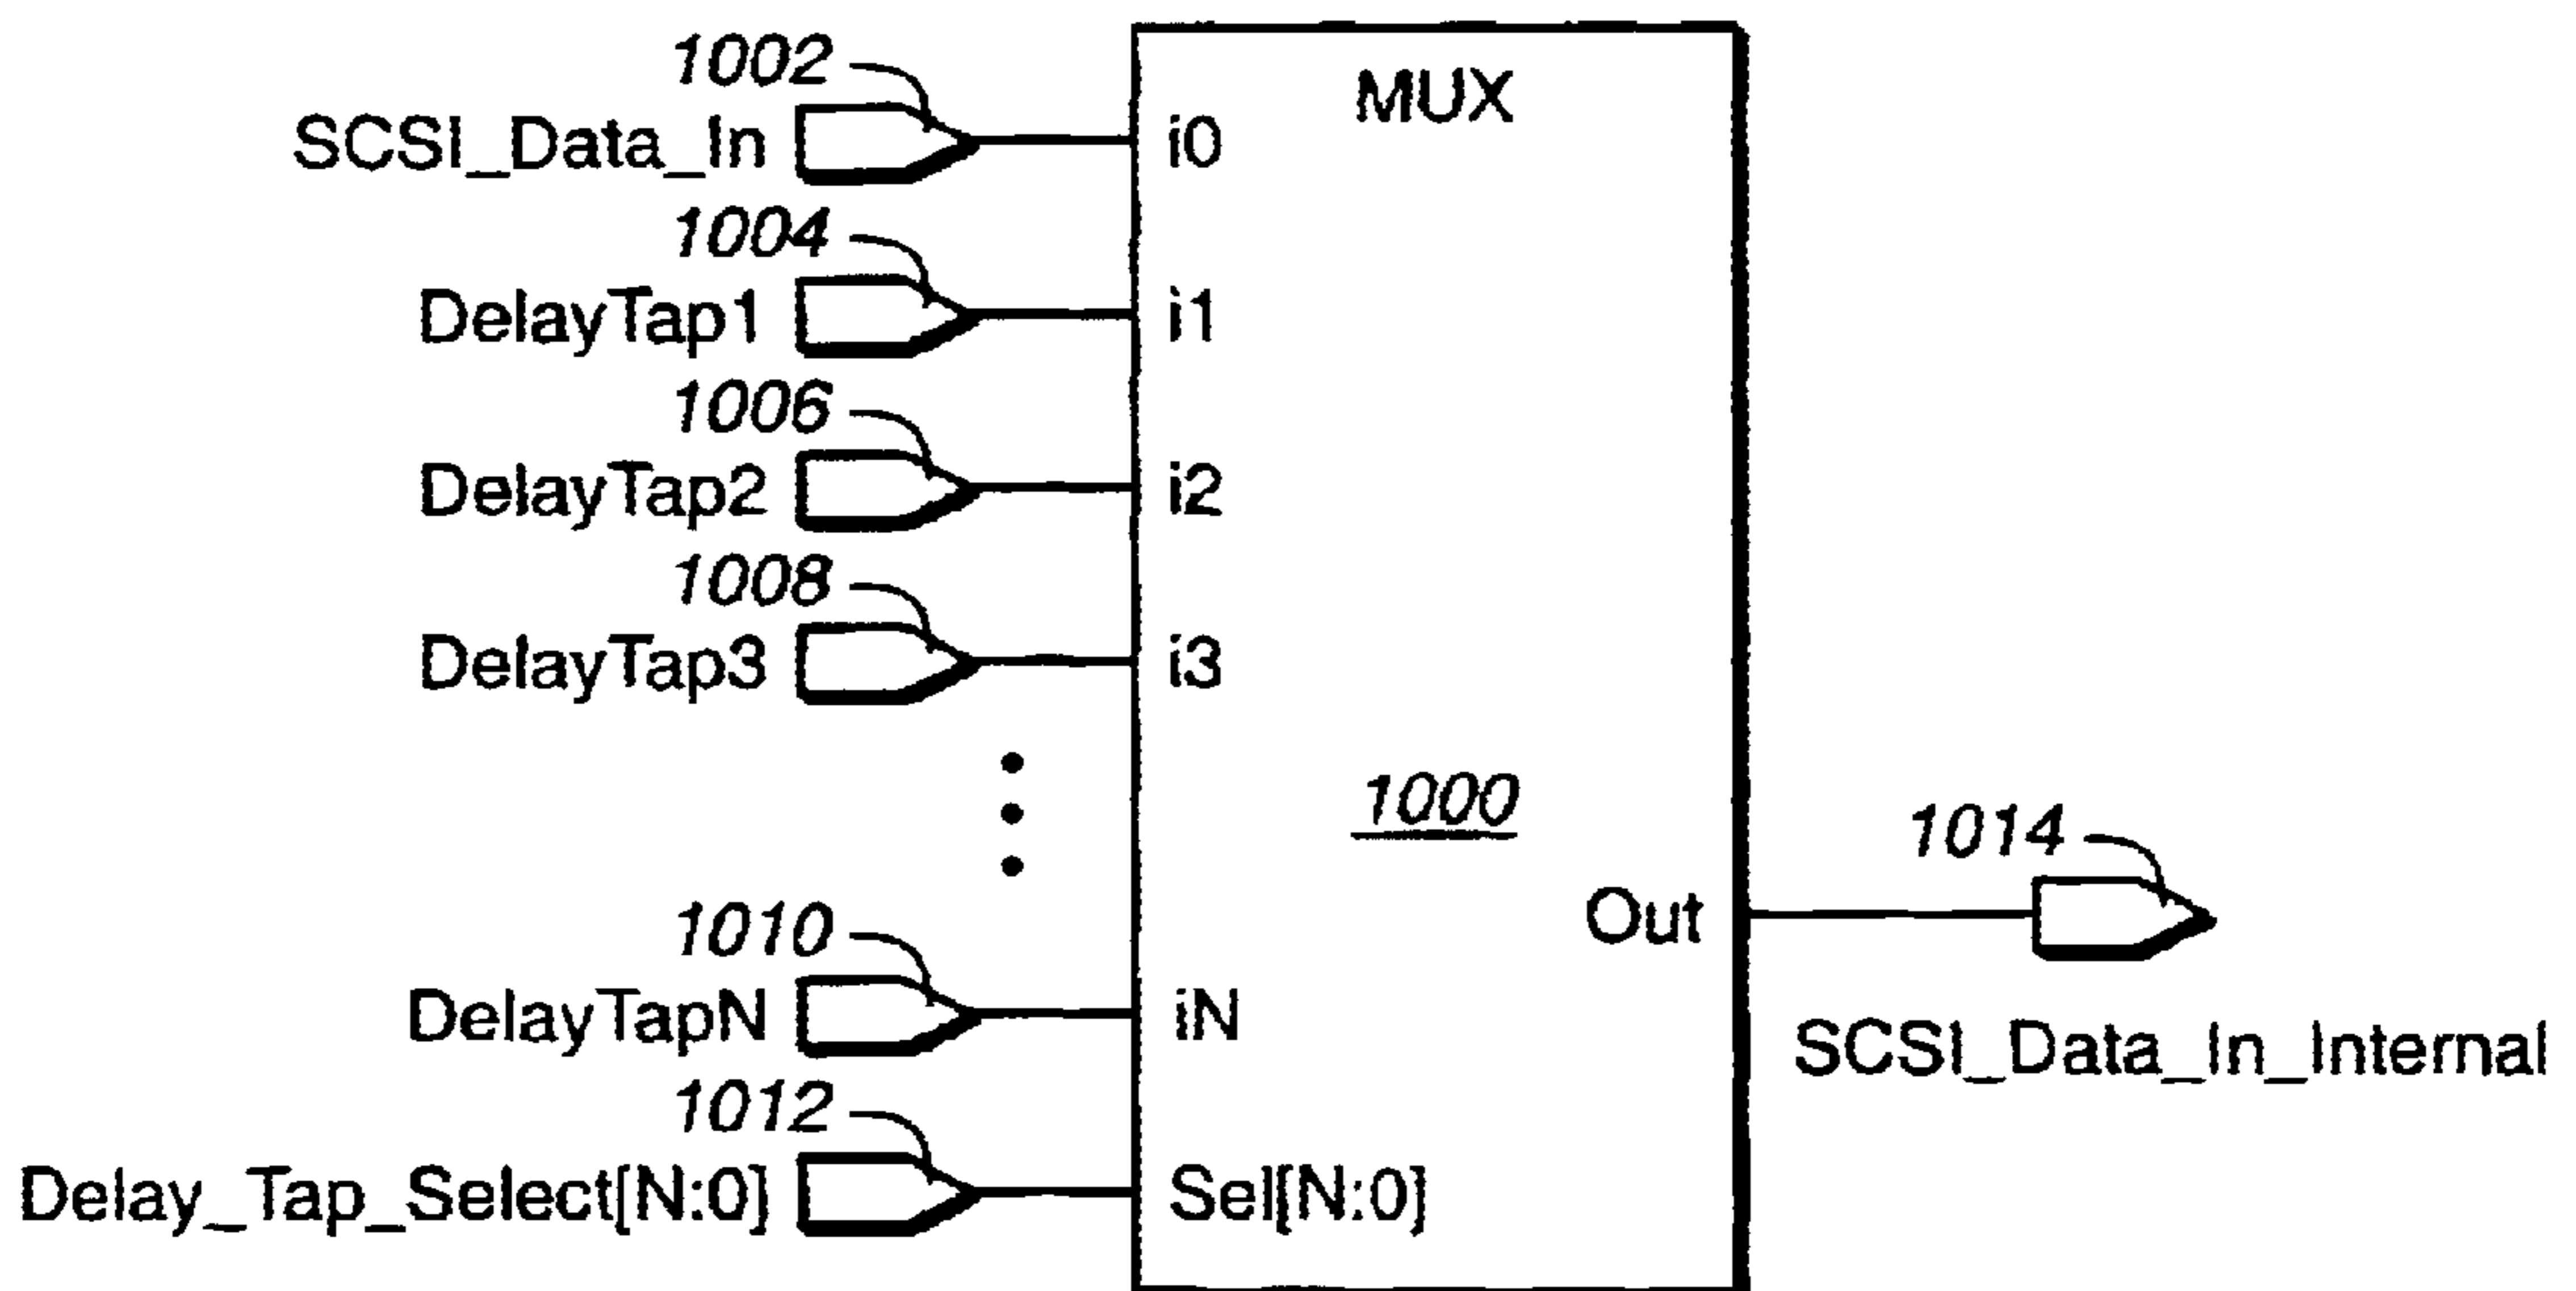 1002
MUX
SCSI_Data_In
i0
1004
DelayTap1
i1
1006
DelayTap2
i2
1008
DelayTap3
i3
1000
1014
1010
Out
DelayTapN
iN
SCSI_Data_In_Internal
1012
Delay_Tap_Select[N:0]
Sel[N:0]